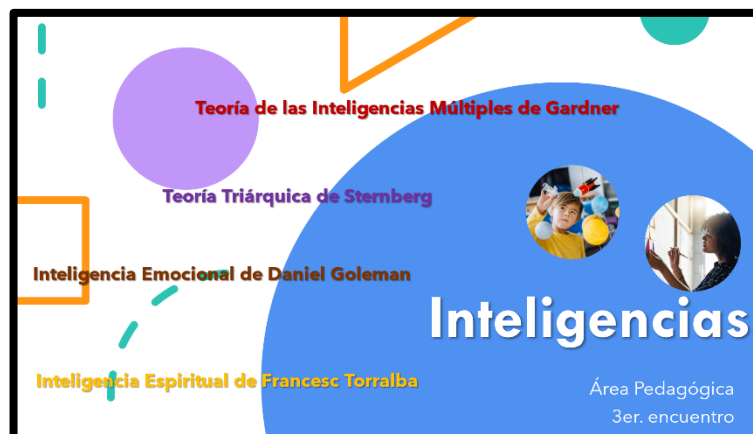 Teoría de las Inteligencias Múltiples de Gardner
Teoría Triárquica de Sternberg
Inteligencia Emocional de Daniel Goleman
Inteligencias
Inteligencia Espiritual de Francesc Torralba
Área Pedagógica
3er. encuentro